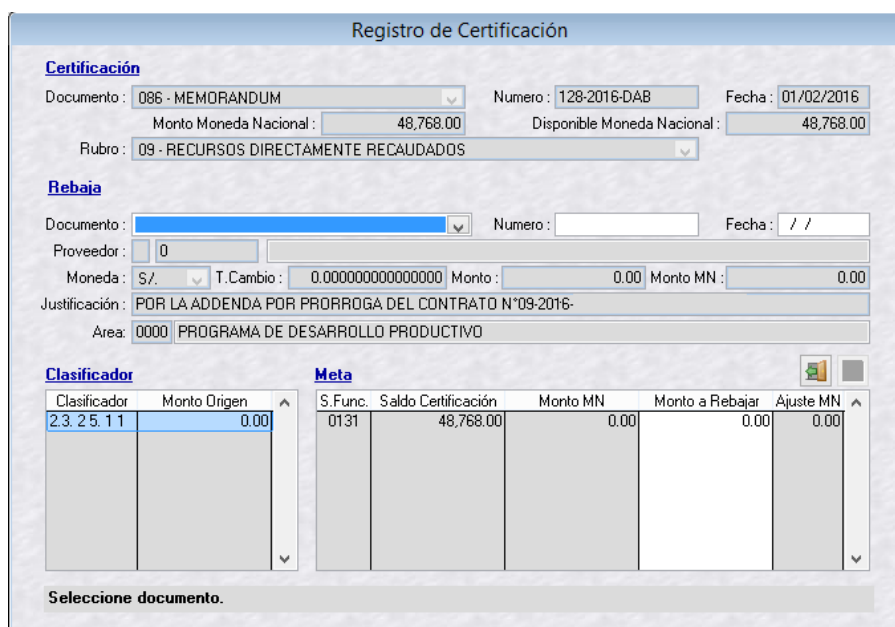 Registro de Certificación
Certificación
Documento : 086 - MEMORANDUM Numero : 128-2016-DAB Fecha : 01/02/2016
Monto Moneda Nacional : 48,768.00 Disponible Moneda Nacional : 48,768.00
Rubro : 09 - RECURSOS DIRECTAMENTE RECAUDADOS
Rebaja
Documento : Numero : Fecha : / /
Proveedor : 0
Moneda : S/. T.Cambio : 0.000000000000000 Monto : 0.00 Monto MN : 0.00
Justificación : POR LA ADDENDA POR PRORROGA DEL CONTRATO N°09-2016-
Area: 0000 PROGRAMA DE DESARROLLO PRODUCTIVO
Clasificador Meta
Clasificador Monto Origen S.Func. Saldo Certificación Monto MN Monto a Rebajar Ajuste MN
2.3. 2 5. 1 1 0.00 0131 48,768.00 0.00 0.00 0.00
Seleccione documento.